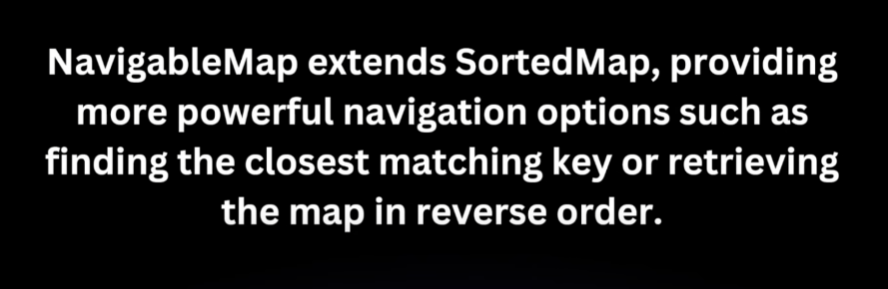 NavigableMap extends SortedMap, providing
more powerful navigation options such as
finding the closest matching key or retrieving
the map in reverse order.